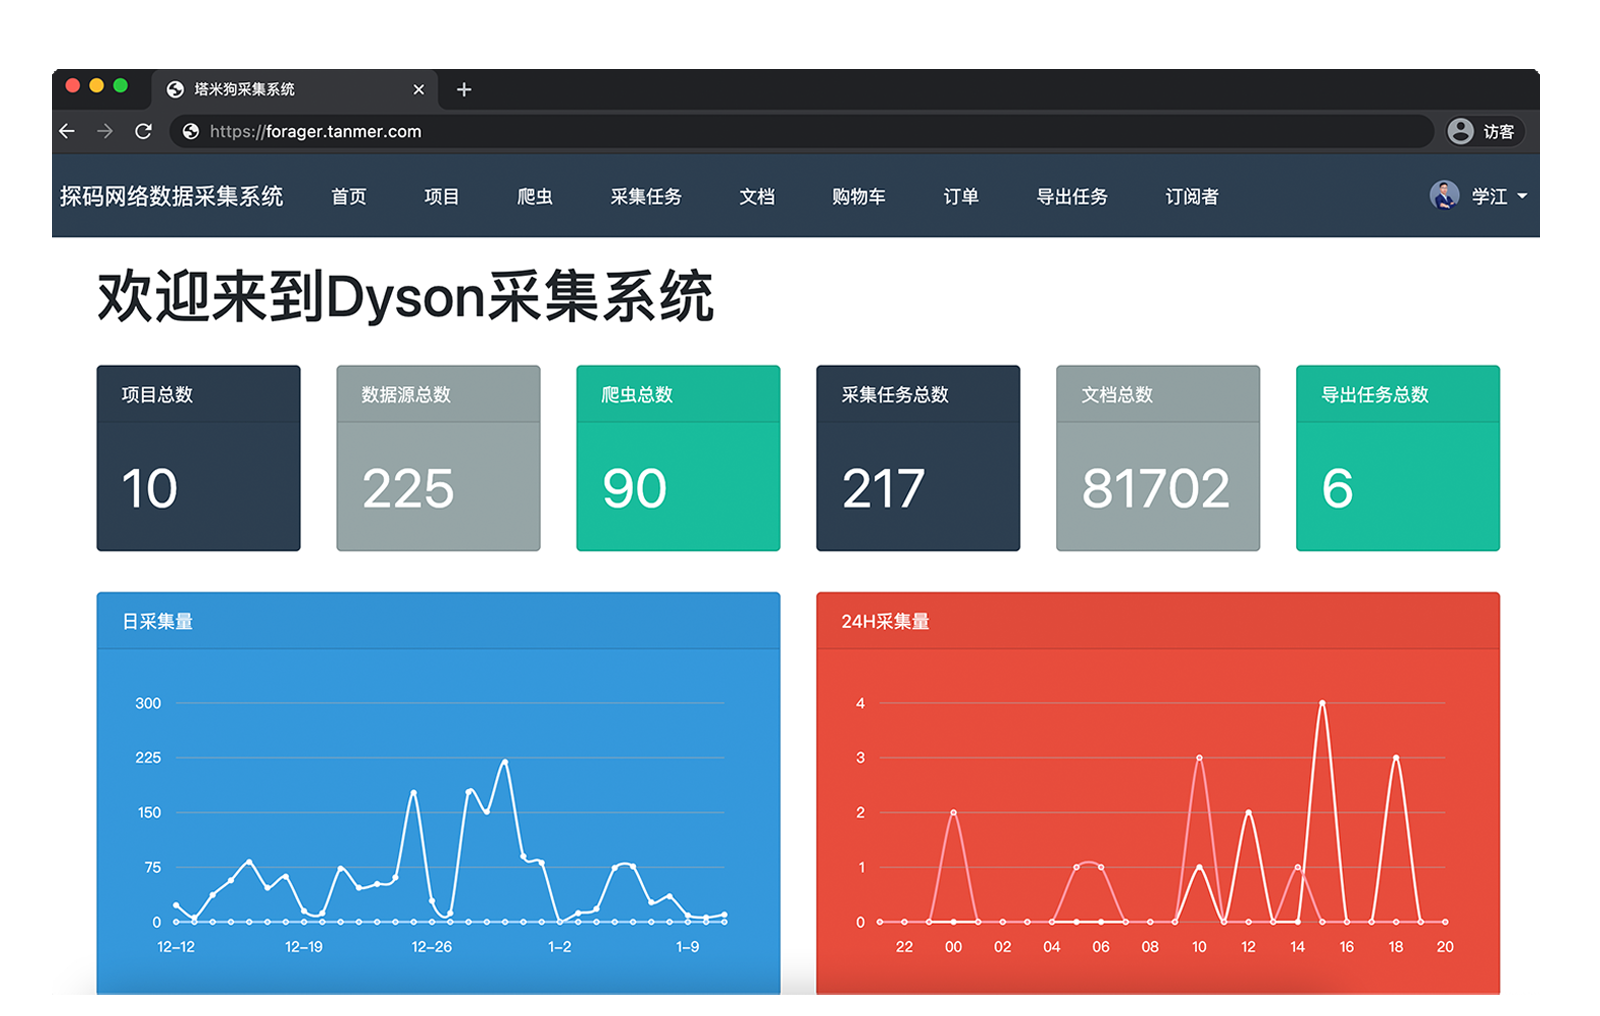 塔米狗采集系统
https://forager.tanmer.com
访客
探码网络数据采集系统 首页 项目 爬虫 采集任务 文档 购物车 订单 导出任务 订阅者 学江
欢迎来到Dyson采集系统
项目总数 数据源总数 爬虫总数 采集任务总数 文档总数 导出任务总数
10 225 90 217 81702 6
日采集量
300
225
150
75
0
12-12 12-19 12-26 1-2 1-9
24H采集量
4
3
2
1
0
22 00 02 04 06 08 10 12 14 16 18 20